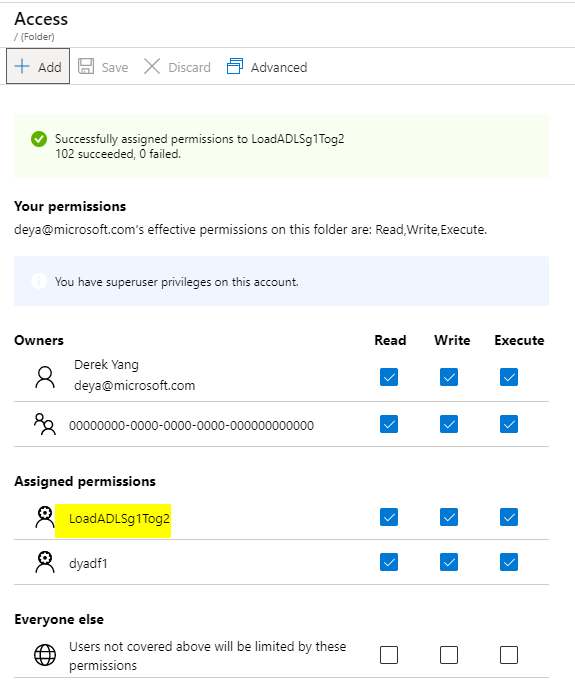 Access
/ (Folder)
Add Save Discard Advanced
Successfully assigned permissions to LoadADLSg1Tog2
102 succeeded, 0 failed.
Your permissions
deya@microsoft.com's effective permissions on this folder are: Read,Write,Execute.
You have superuser privileges on this account.
Owners Read Write Execute
Derek Yang
deya@microsoft.com
00000000-0000-0000-0000-000000000000
Assigned permissions
LoadADLSg1Tog2
dyadf1
Everyone else
Users not covered above will be limited by these
permissions